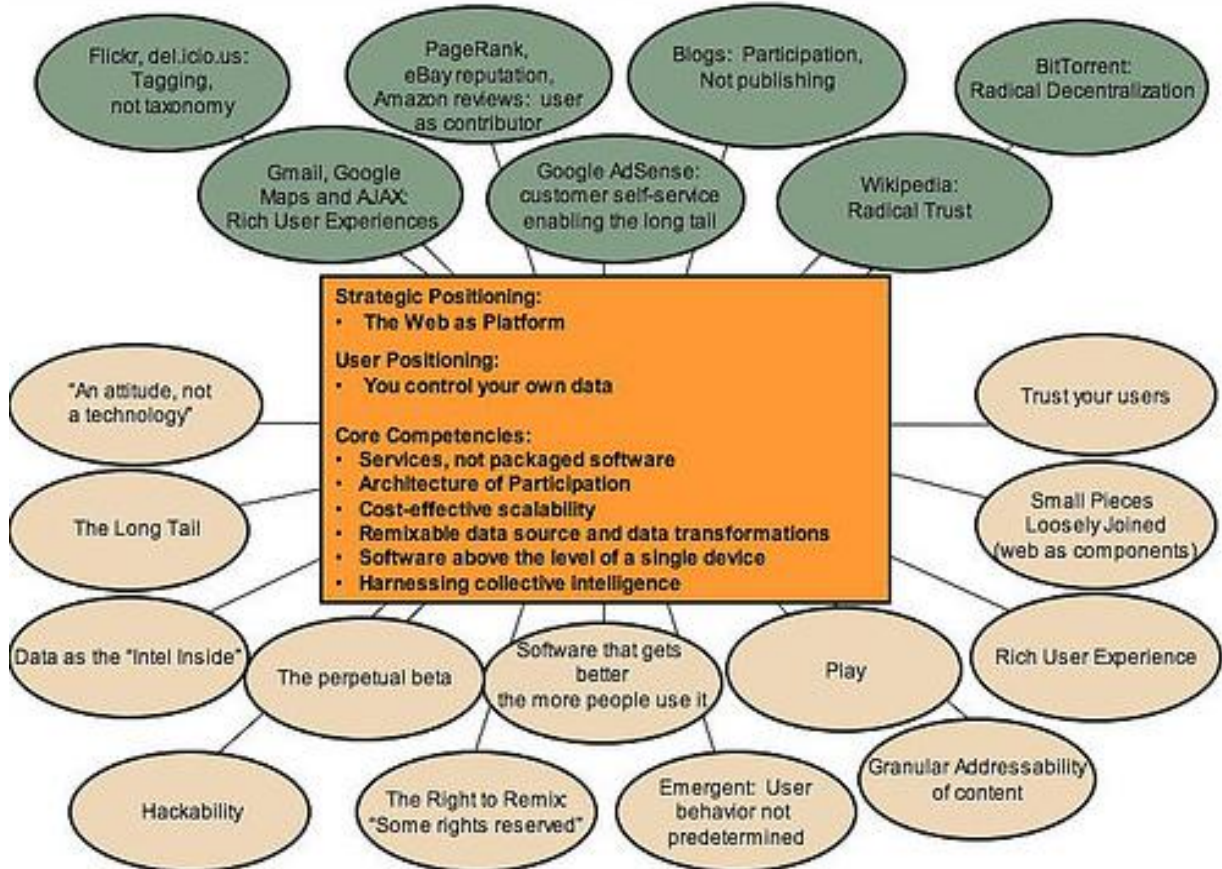 Flickr, del.icio.us:
Tagging,
not taxonomy
PageRank,
eBay reputation,
Amazon reviews: user
as contributor
Blogs: Participation,
Not publishing
BitTorrent:
Radical Decentralization
Gmail, Google
Maps and AJAX:
Rich User Experiences
Google AdSense:
customer self-service
enabling the long tail
Wikipedia:
Radical Trust
Strategic Positioning:
• The Web as Platform
User Positioning:
• You control your own data
Core Competencies:
• Services, not packaged software
• Architecture of Participation
• Cost-effective scalability
• Remixable data source and data transformations
• Software above the level of a single device
• Harnessing collective intelligence
"An attitude, not
a technology"
Trust your users
The Long Tail
Small Pieces
Loosely Joined
(web as components)
Data as the "Intel Inside"
The perpetual beta
Software that gets
better
the more people use it
Play
Rich User Experience
Hackability
The Right to Remix:
"Some rights reserved"
Emergent: User
behavior not
predetermined
Granular Addressability
of content